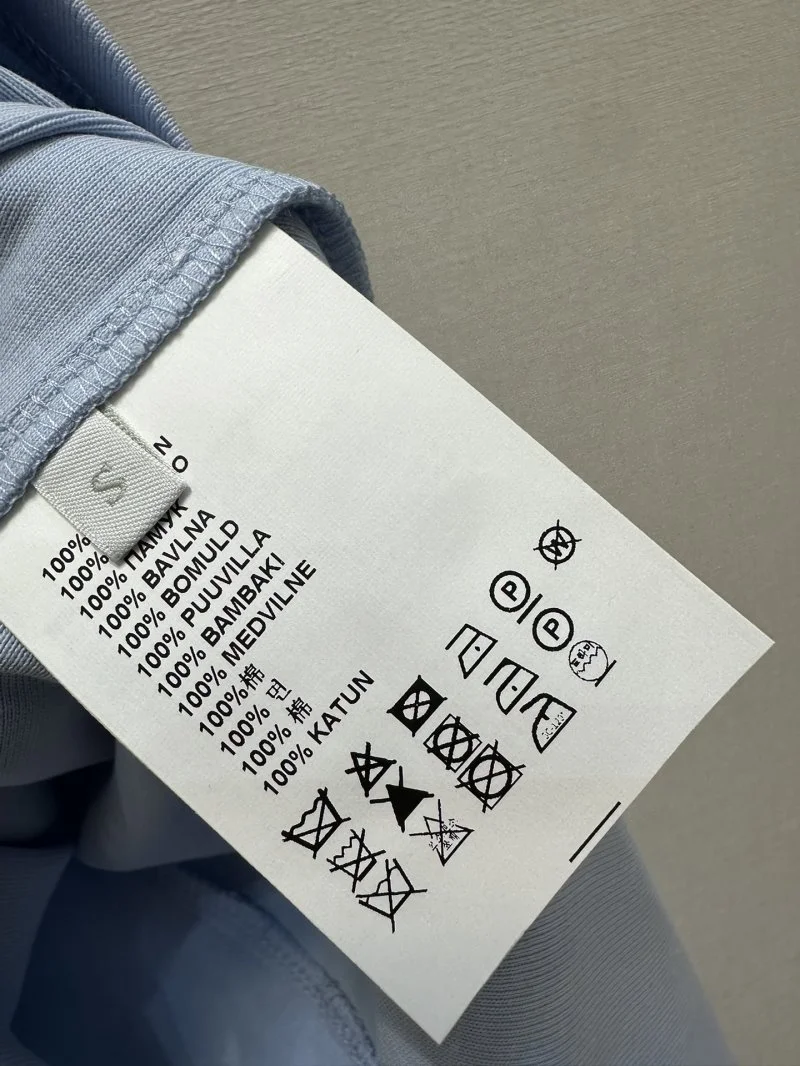 S
N
O
100%
100% ПАМУК
100% BAVLNA
100% BOMULD
100% PUUVILLA
100% BAMBAKI
100% MEDVILNE
100%棉
100% 면
100% 棉
100% KATUN
W
P
P